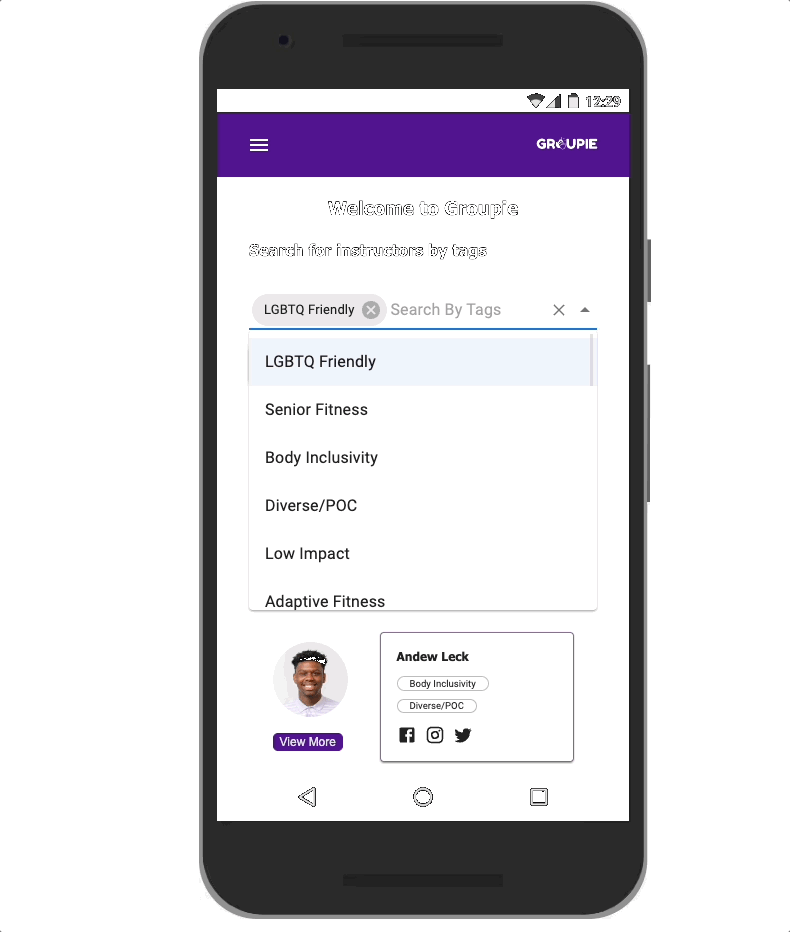 12:29
GROUPIE
Welcome to Groupie
Search for instructors by tags
LGBTQ Friendly Search By Tags
LGBTQ Friendly
Senior Fitness
Body Inclusivity
Diverse/POC
Low Impact
Adaptive Fitness
Andew Leck
Body Inclusivity
Diverse/POC
View More